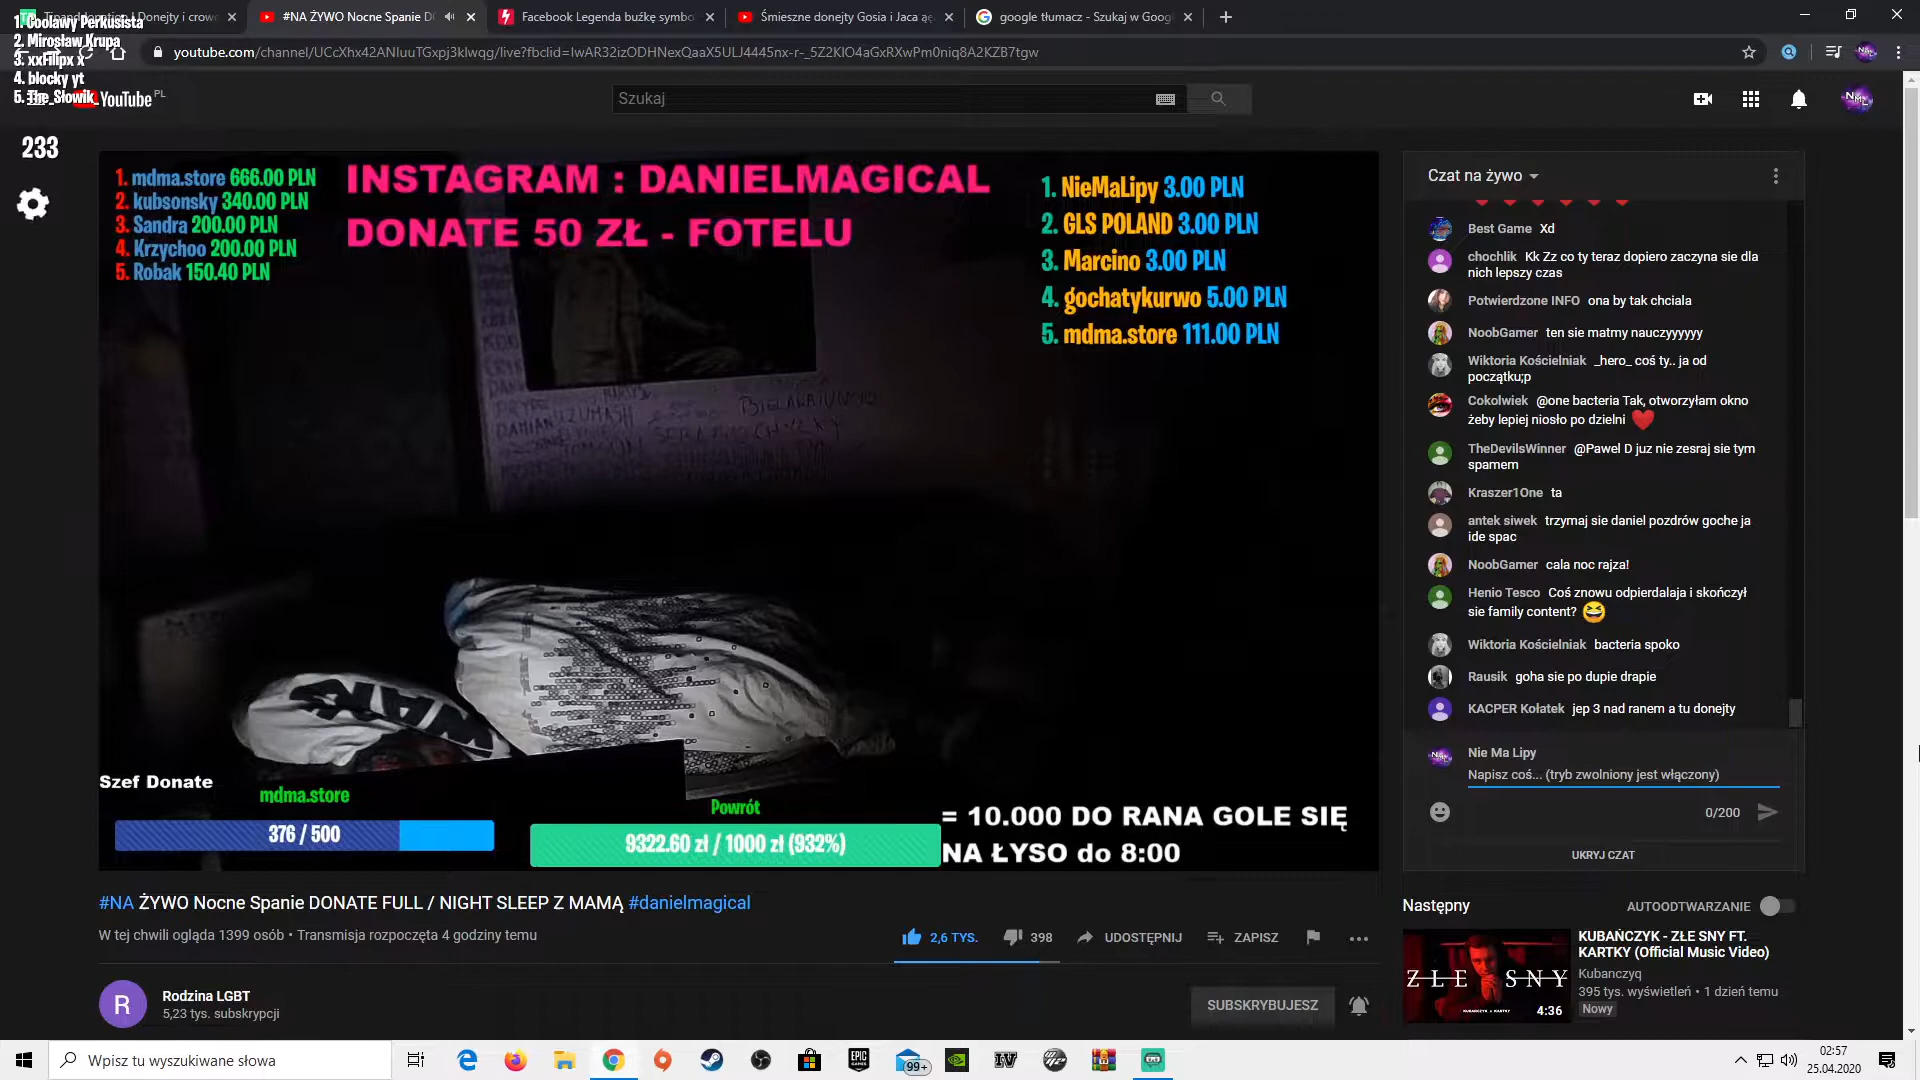 Tipanddonation | Donejty i crowd
#NA ŻYWO Nocne Spanie DO
Facebook Legenda buźkę symbo
Śmieszne donejty Gosia i Jaca ąę
google tłumacz - Szukaj w Googl
youtube.com/channel/UCcXhx42ANIuuTGxpj3klwqg/live?fbclid=IwAR32izODHNexQaaX5ULJ4445nx-r-_5Z2KlO4aGxRXwPm0niq8A2KZB7tgw
1. Coolawy Perkusista
2. Mirosław Krupa
3. xxFilipx x
4. blocky yt
5. The_Słowik_
YouTube PL
Szukaj
233
1. mdma.store 666.00 PLN
2. kubsonsky 340.00 PLN
3. Sandra 200.00 PLN
4. Krzychoo 200.00 PLN
5. Robak 150.40 PLN
INSTAGRAM : DANIELMAGICAL
DONATE 50 ZŁ - FOTELU
1. NieMaLipy 3.00 PLN
2. GLS POLAND 3.00 PLN
3. Marcino 3.00 PLN
4. gochatykurwo 5.00 PLN
5. mdma.store 111.00 PLN
Szef Donate
mdma.store
376 / 500
Powrót
9322.60 zł / 1000 zł (932%)
= 10.000 DO RANA GOLE SIĘ
NA ŁYSO do 8:00
#NA ŻYWO Nocne Spanie DONATE FULL / NIGHT SLEEP Z MAMĄ #danielmagical
W tej chwili ogląda 1399 osób • Transmisja rozpoczęta 4 godziny temu
2,6 TYS.
398
UDOSTĘPNIJ
ZAPISZ
R
Rodzina LGBT
5,23 tys. subskrypcji
SUBSKRYBUJESZ
Czat na żywo
Best Game Xd
chochlik Kk Zz co ty teraz dopiero zaczyna sie dla
nich lepszy czas
Potwierdzone INFO ona by tak chciala
NoobGamer ten sie matmy nauczyyyyyy
Wiktoria Kościelniak _hero_ coś ty.. ja od
początku;p
Cokolwiek @one bacteria Tak, otworzyłam okno
żeby lepiej niosło po dzielni ❤️
TheDevilsWinner @Pawel D juz nie zesraj sie tym
spamem
Kraszer1One ta
antek siwek trzymaj sie daniel pozdrów goche ja
ide spac
NoobGamer cala noc rajza!
Henio Tesco Coś znowu odpierdalaja i skończył
sie family content? 😆
Wiktoria Kościelniak bacteria spoko
Rausik goha sie po dupie drapie
KACPER Kołatek jep 3 nad ranem a tu donejty
Nie Ma Lipy
Napisz coś... (tryb zwolniony jest włączony)
0/200
UKRYJ CZAT
Następny
AUTOODTWARZANIE
ZŁE SNY
4:36
KUBAŃCZYK - ZŁE SNY FT.
KARTKY (Official Music Video)
Kubanczyq
395 tys. wyświetleń • 1 dzień temu
Nowy
Wpisz tu wyszukiwane słowa
99+
02:57
25.04.2020